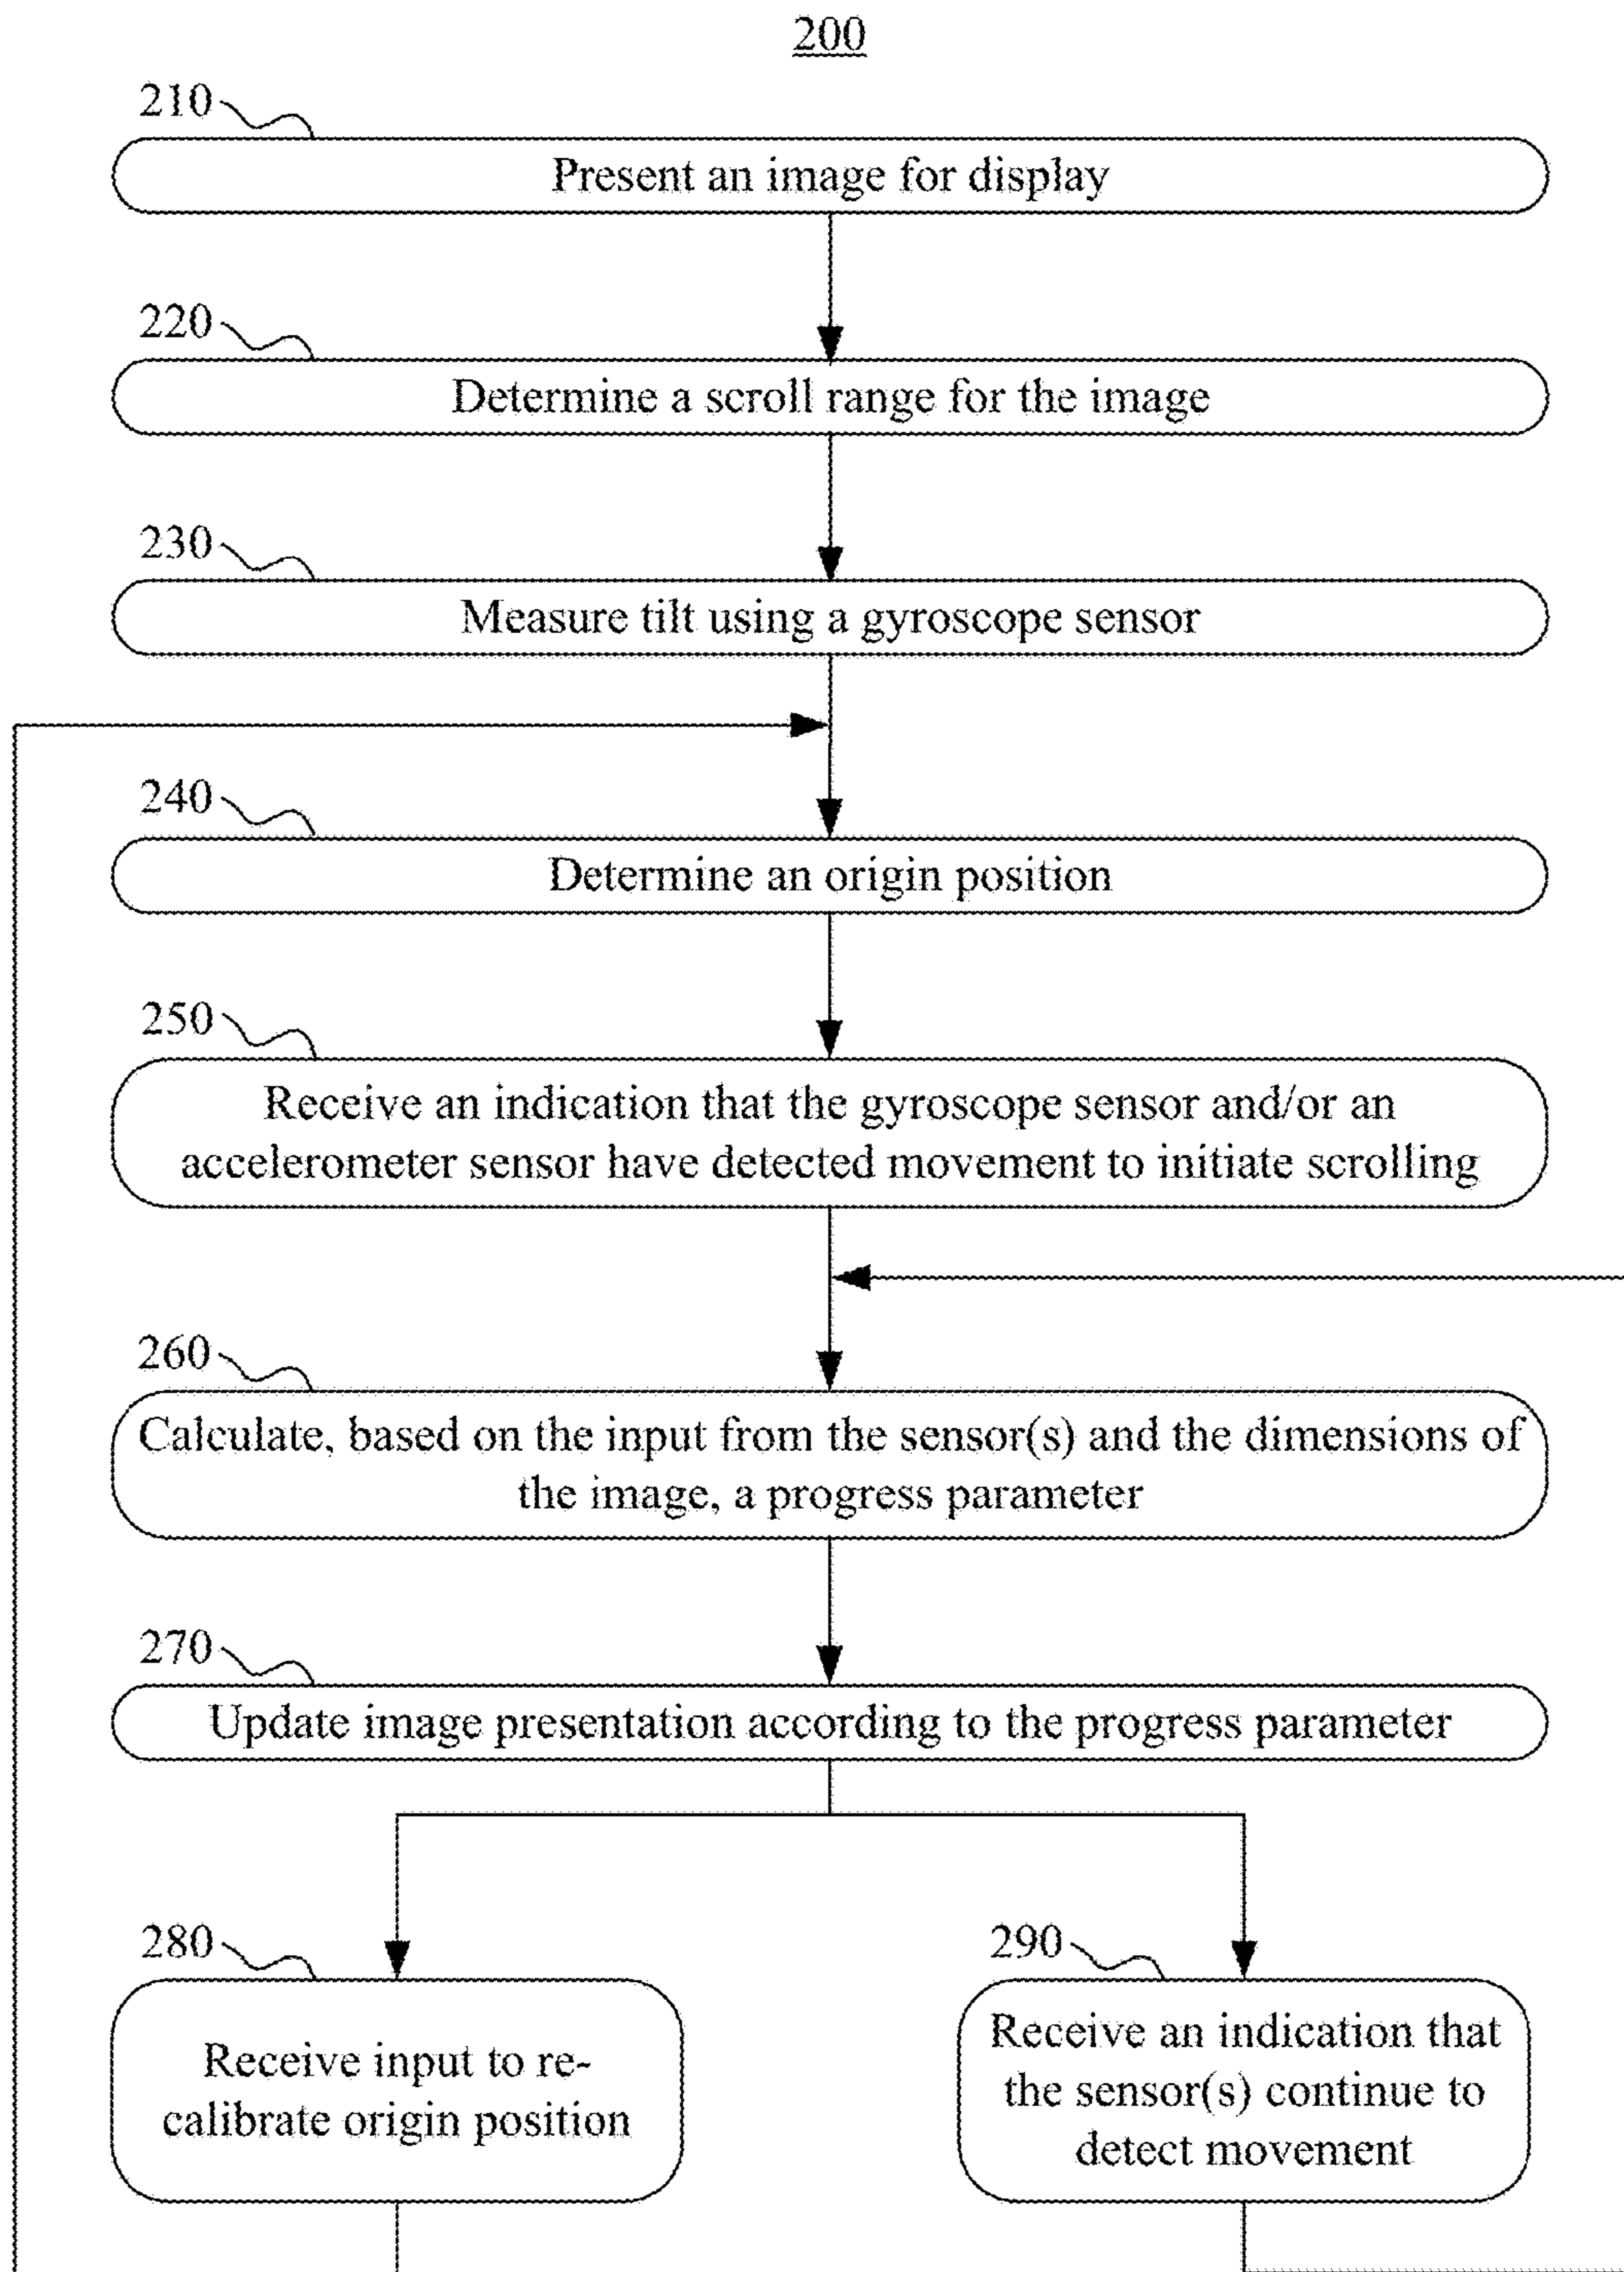 200
210
Present an image for display
220
Determine a scroll range for the image
230
Measure tilt using a gyroscope sensor
240
Determine an origin position
250
Receive an indication that the gyroscope sensor and/or an
accelerometer sensor have detected movement to initiate scrolling
260
Calculate, based on the input from the sensor(s) and the dimensions of
the image, a progress parameter
270
Update image presentation according to the progress parameter
280
Receive input to re-
calibrate origin position
290
Receive an indication that
the sensor(s) continue to
detect movement